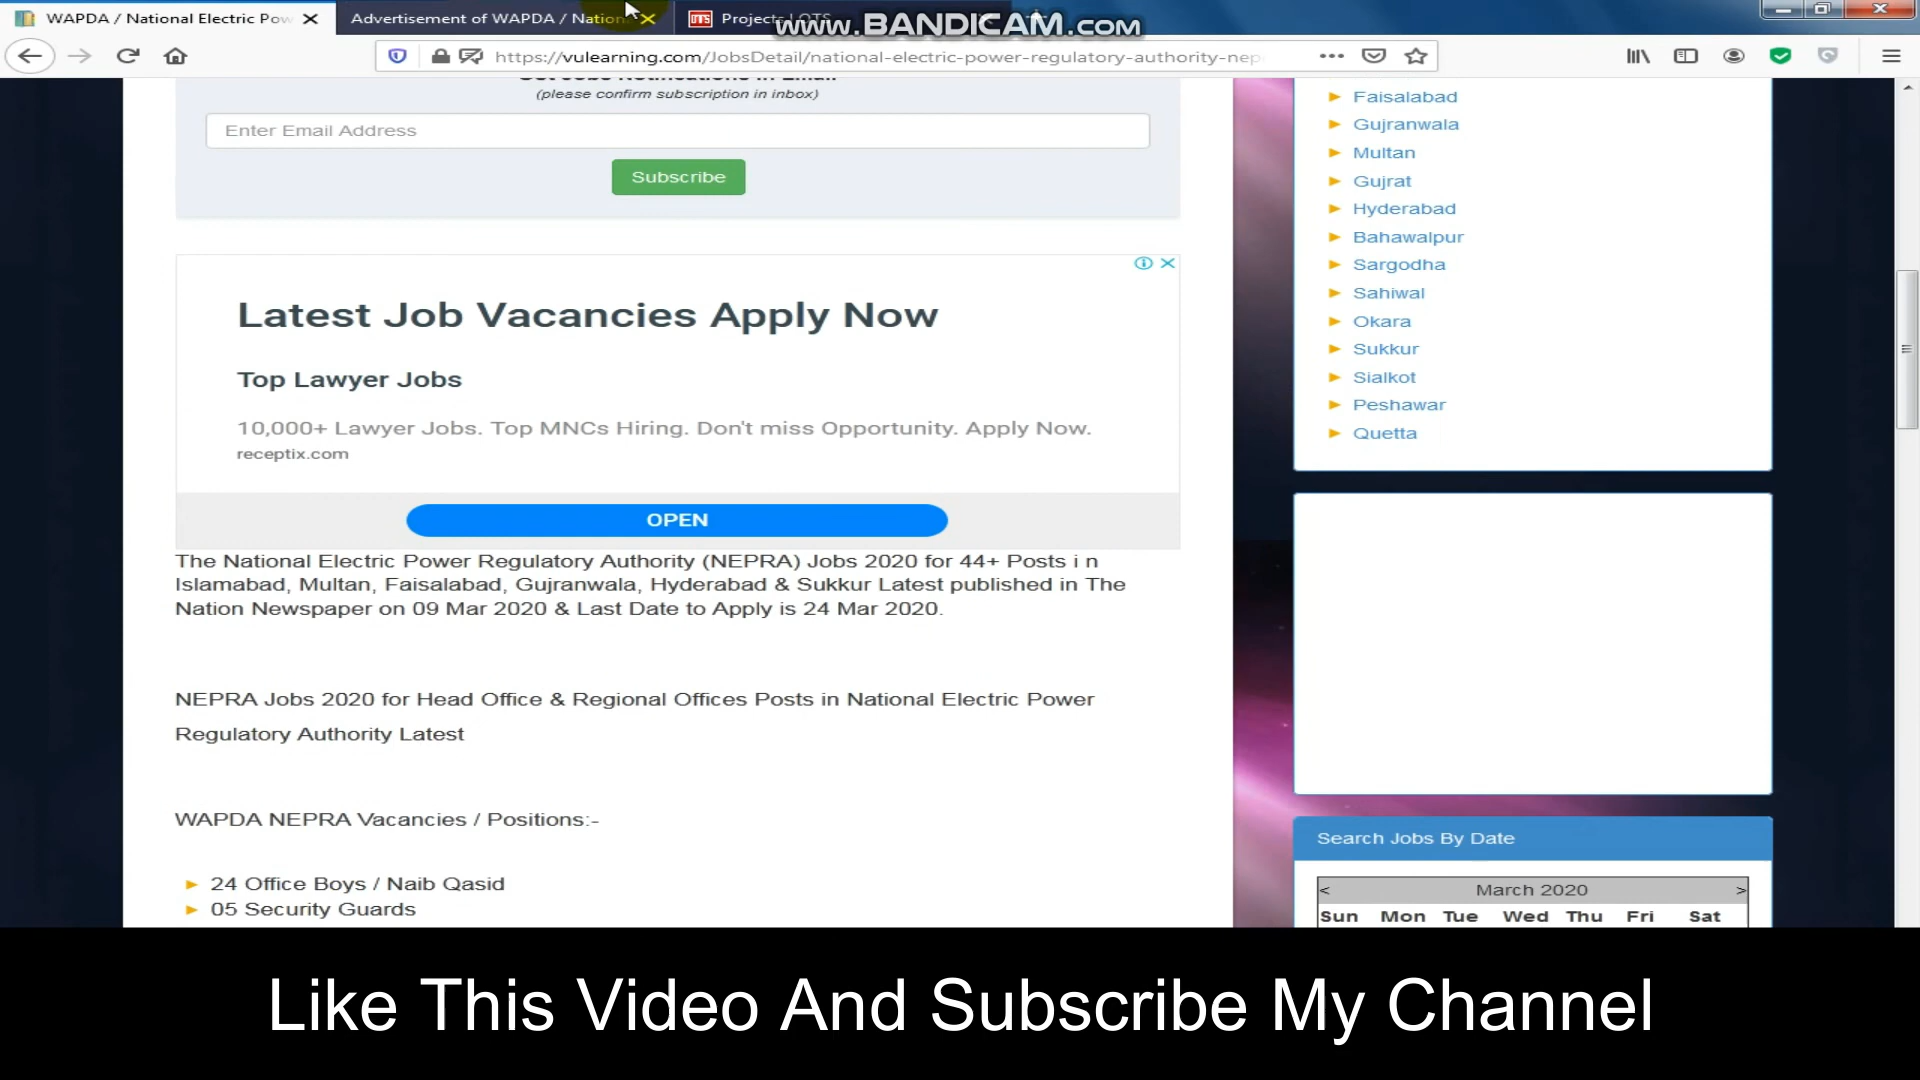 WAPDA / National Electric Pow
Advertisement of WAPDA / Nation
OTS Projects | OTS
www.BANDICAM.com
https://vulearning.com/JobsDetail/national-electric-power-regulatory-authority-nep
(please confirm subscription in inbox)
Enter Email Address
Subscribe
Latest Job Vacancies Apply Now
Top Lawyer Jobs
10,000+ Lawyer Jobs. Top MNCs Hiring. Don't miss Opportunity. Apply Now.
receptix.com
OPEN
The National Electric Power Regulatory Authority (NEPRA) Jobs 2020 for 44+ Posts i n
Islamabad, Multan, Faisalabad, Gujranwala, Hyderabad & Sukkur Latest published in The
Nation Newspaper on 09 Mar 2020 & Last Date to Apply is 24 Mar 2020.
NEPRA Jobs 2020 for Head Office & Regional Offices Posts in National Electric Power
Regulatory Authority Latest
WAPDA NEPRA Vacancies / Positions:-
24 Office Boys / Naib Qasid
05 Security Guards
Faisalabad
Gujranwala
Multan
Gujrat
Hyderabad
Bahawalpur
Sargodha
Sahiwal
Okara
Sukkur
Sialkot
Peshawar
Quetta
Search Jobs By Date
< March 2020 >
Sun Mon Tue Wed Thu Fri Sat
Like This Video And Subscribe My Channel